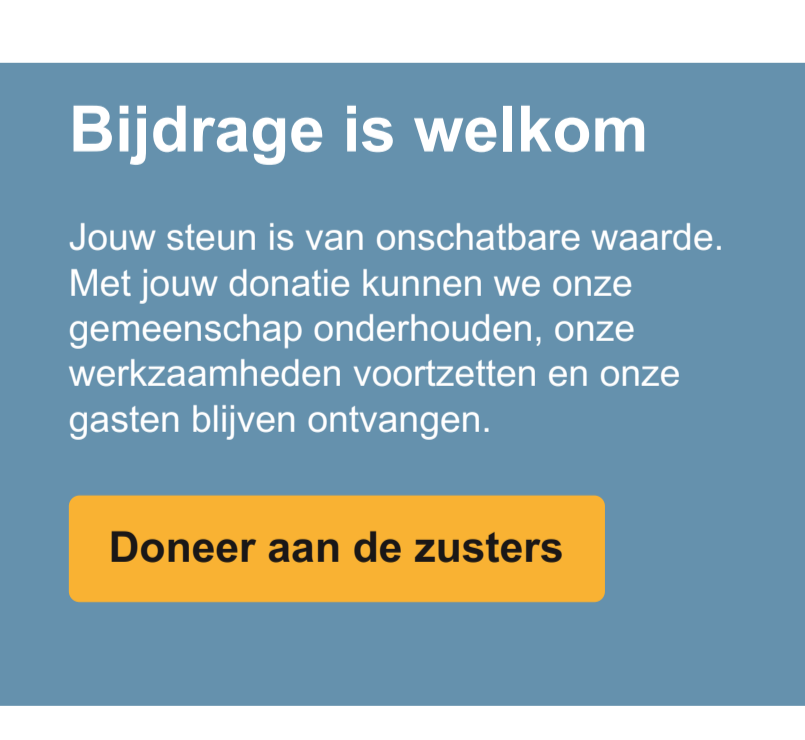 Bijdrage is welkom
Jouw steun is van onschatbare waarde.
Met jouw donatie kunnen we onze
gemeenschap onderhouden, onze
werkzaamheden voortzetten en onze
gasten blijven ontvangen.
Doneer aan de zusters